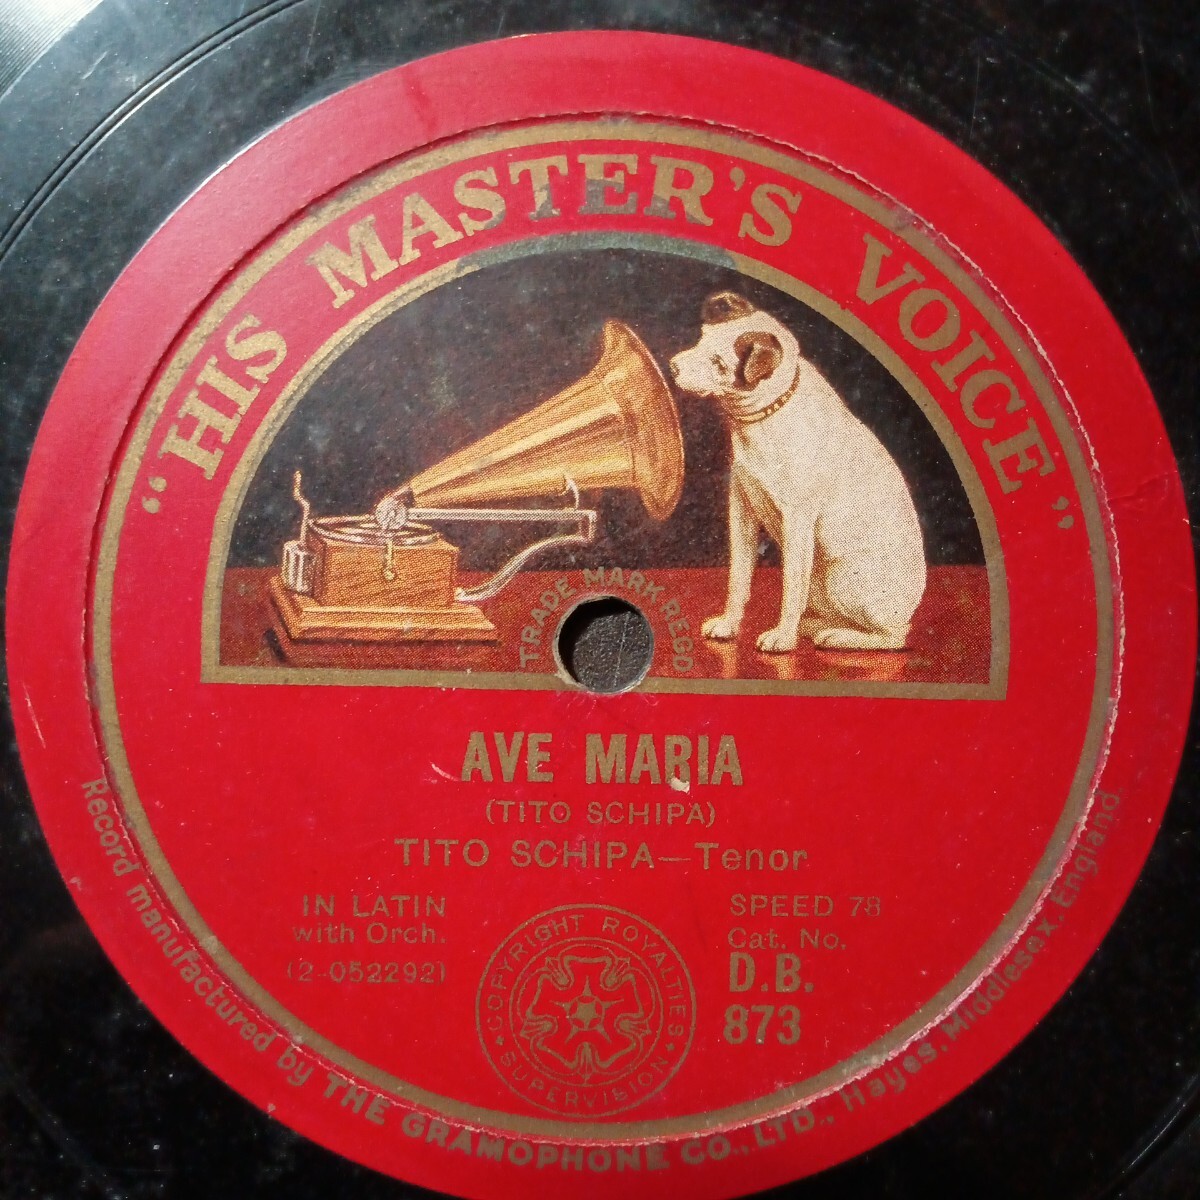 “HIS MASTER'S VOICE”
TRADE MARK REGD
AVE MARIA
(TITO SCHIPA)
TITO SCHIPA—Tenor
IN LATIN
with Orch.
(2-052292)
SPEED 78
Cat. No.
D.B.
873
COPYRIGHT ROYALTIES
SUPERVISION
Record manufactured by THE GRAMOPHONE CO., LTD., Hayes, Middlesex, England.